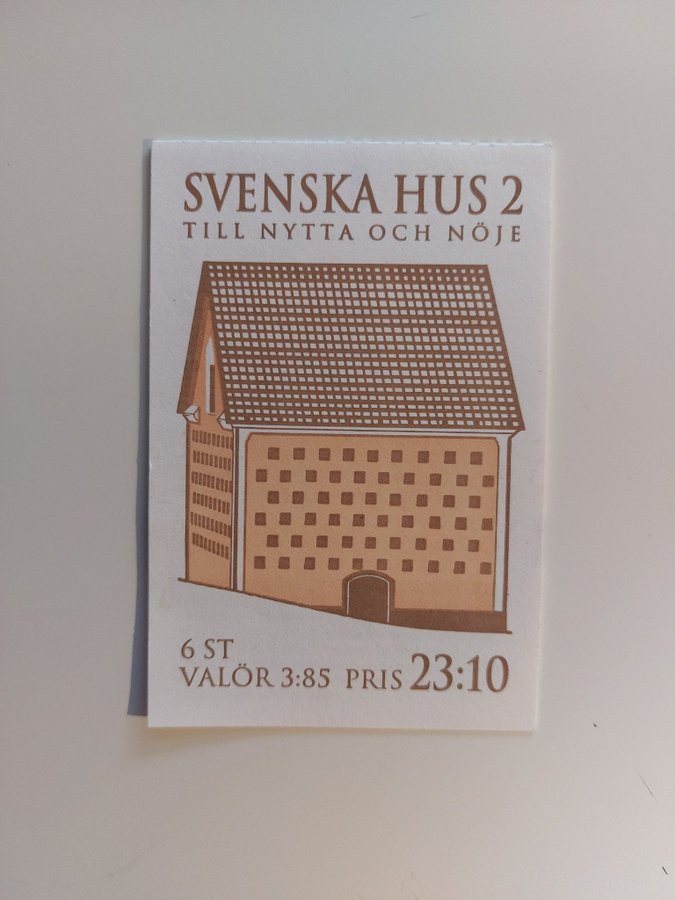 SVENSKA HUS 2
TILL NYTTA OCH NÖJE
6 ST
VALÖR 3:85 PRIS 23:10